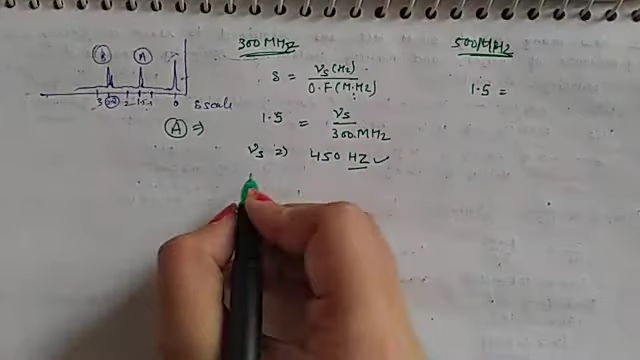 300 MHz 500 MHz
B A
δ = νs (Hz) / O.F (M.Hz)
1.5 =
3 2 1.5 1 0 δ scale
A ⇒ 1.5 = νs / 300 MHz
νs ⇒ 450 Hz ✓